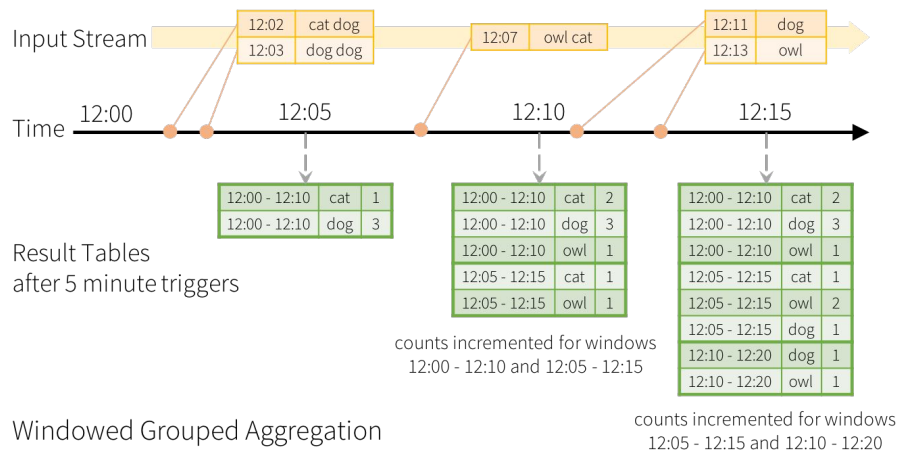 Input Stream
12:02 cat dog
12:03 dog dog
12:07 owl cat
12:11 dog
12:13 owl
Time
12:00
12:05
12:10
12:15
Result Tables
after 5 minute triggers
12:00 - 12:10 cat 1
12:00 - 12:10 dog 3
12:00 - 12:10 cat 2
12:00 - 12:10 dog 3
12:00 - 12:10 owl 1
12:05 - 12:15 cat 1
12:05 - 12:15 owl 1
counts incremented for windows
12:00 - 12:10 and 12:05 - 12:15
12:00 - 12:10 cat 2
12:00 - 12:10 dog 3
12:00 - 12:10 owl 1
12:05 - 12:15 cat 1
12:05 - 12:15 owl 2
12:05 - 12:15 dog 1
12:10 - 12:20 dog 1
12:10 - 12:20 owl 1
counts incremented for windows
12:05 - 12:15 and 12:10 - 12:20
Windowed Grouped Aggregation